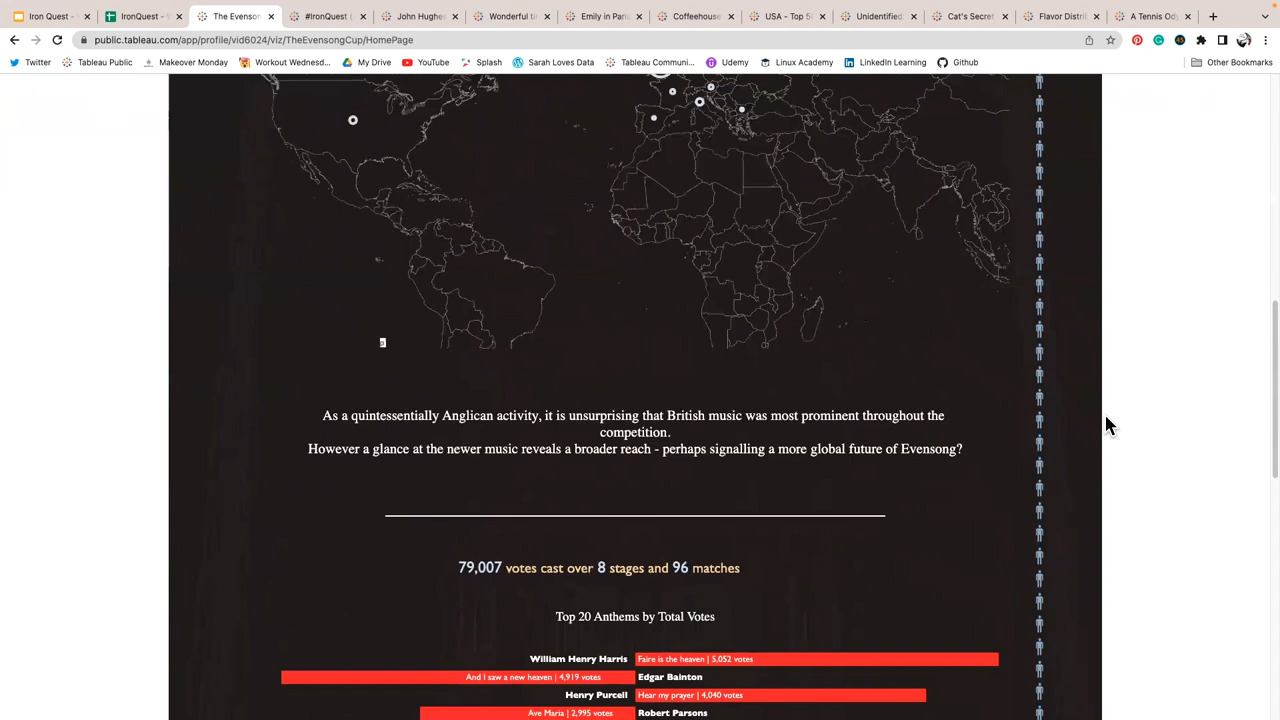 Iron Quest -
IronQuest - V
The Evenson
#IronQuest (
John Hughes
Wonderful ti
Emily in Pari
Coffeehouse
USA - Top 5
Unidentified
Cat's Secret
Flavor Distri
A Tennis Od
public.tableau.com/app/profile/vid6024/viz/TheEvensongCup/HomePage
Twitter
Tableau Public
Makeover Monday
Workout Wednesd...
My Drive
YouTube
Splash
Sarah Loves Data
Tableau Communi...
Udemy
Linux Academy
LinkedIn Learning
Github
Other Bookmarks
As a quintessentially Anglican activity, it is unsurprising that British music was most prominent throughout the
competition.
However a glance at the newer music reveals a broader reach - perhaps signalling a more global future of Evensong?
79,007 votes cast over 8 stages and 96 matches
Top 20 Anthems by Total Votes
William Henry Harris Faire is the heaven | 5,052 votes
And I saw a new heaven | 4,919 votes Edgar Bainton
Henry Purcell Hear my prayer | 4,040 votes
Ave Maria | 2,995 votes Robert Parsons